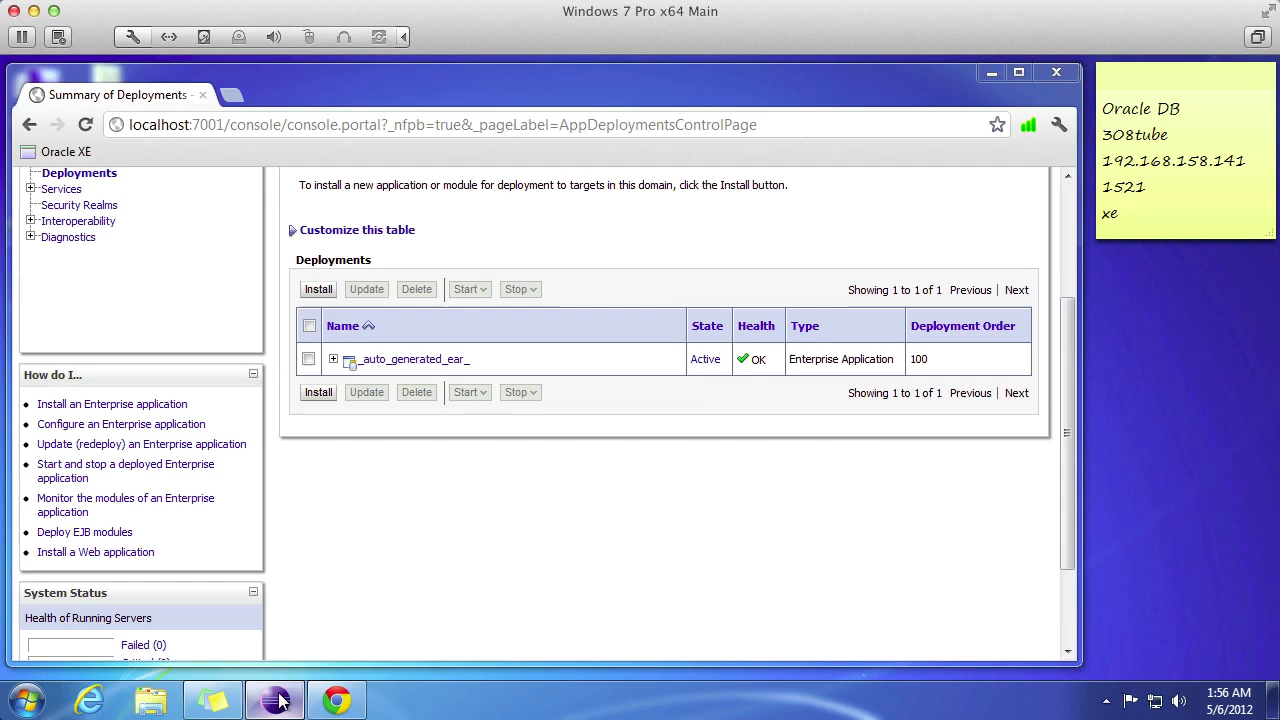 Windows 7 Pro x64 Main
Summary of Deployments -
localhost:7001/console/console.portal?_nfpb=true&_pageLabel=AppDeploymentsControlPage
Oracle XE
Oracle DB
308tube
192.168.158.141
1521
xe
Deployments
Services
Security Realms
Interoperability
Diagnostics
To install a new application or module for deployment to targets in this domain, click the Install button.
Customize this table
Deployments
Install Update Delete Start Stop Showing 1 to 1 of 1 Previous | Next
Name State Health Type Deployment Order
_auto_generated_ear_ Active OK Enterprise Application 100
Install Update Delete Start Stop Showing 1 to 1 of 1 Previous | Next
How do I...
Install an Enterprise application
Configure an Enterprise application
Update (redeploy) an Enterprise application
Start and stop a deployed Enterprise
application
Monitor the modules of an Enterprise
application
Deploy EJB modules
Install a Web application
System Status
Health of Running Servers
Failed (0)
1:56 AM
5/6/2012